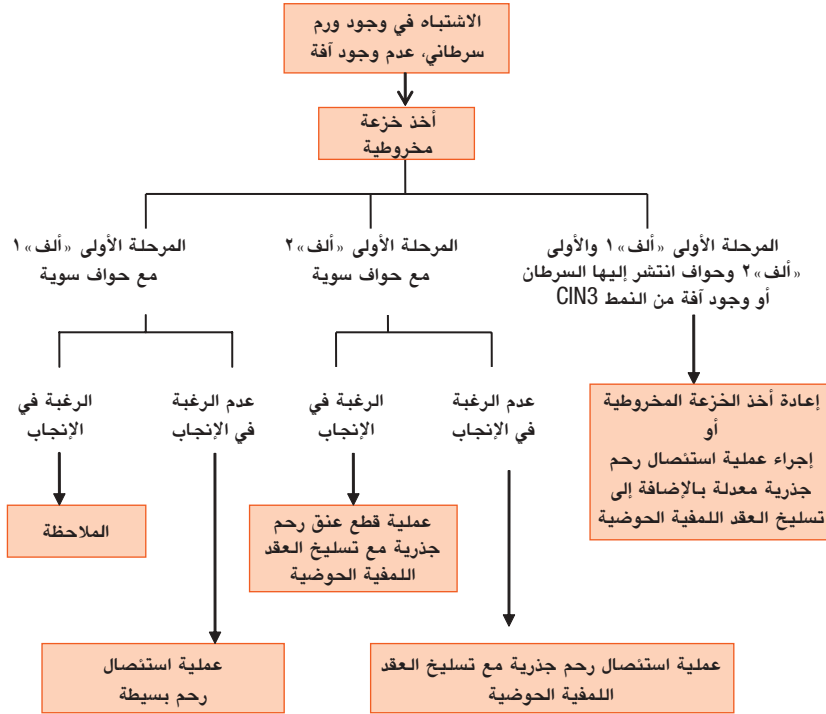 الاشتباه في وجود ورم
سرطاني، عدم وجود آفة
أخذ خزعة
مخروطية
المرحلة الأولى «ألف» ١ والأولى
«ألف» ٢ وحواف انتشر إليها السرطان
أو وجود آفة من النمط CIN3
المرحلة الأولى «ألف» ٢
مع حواف سوية
المرحلة الأولى «ألف» ١
مع حواف سوية
إعادة أخذ الخزعة المخروطية
أو
إجراء عملية استئصال رحم
جذرية معدلة بالإضافة إلى
تسليخ العقد اللمفية الحوضية
عدم الرغبة
في الإنجاب
الرغبة في
الإنجاب
عدم الرغبة
في الإنجاب
الرغبة في
الإنجاب
عملية قطع عنق رحم
جذرية مع تسليخ العقد
اللمفية الحوضية
الملاحظة
عملية استئصال رحم جذرية مع تسليخ العقد
اللمفية الحوضية
عملية استئصال
رحم بسيطة